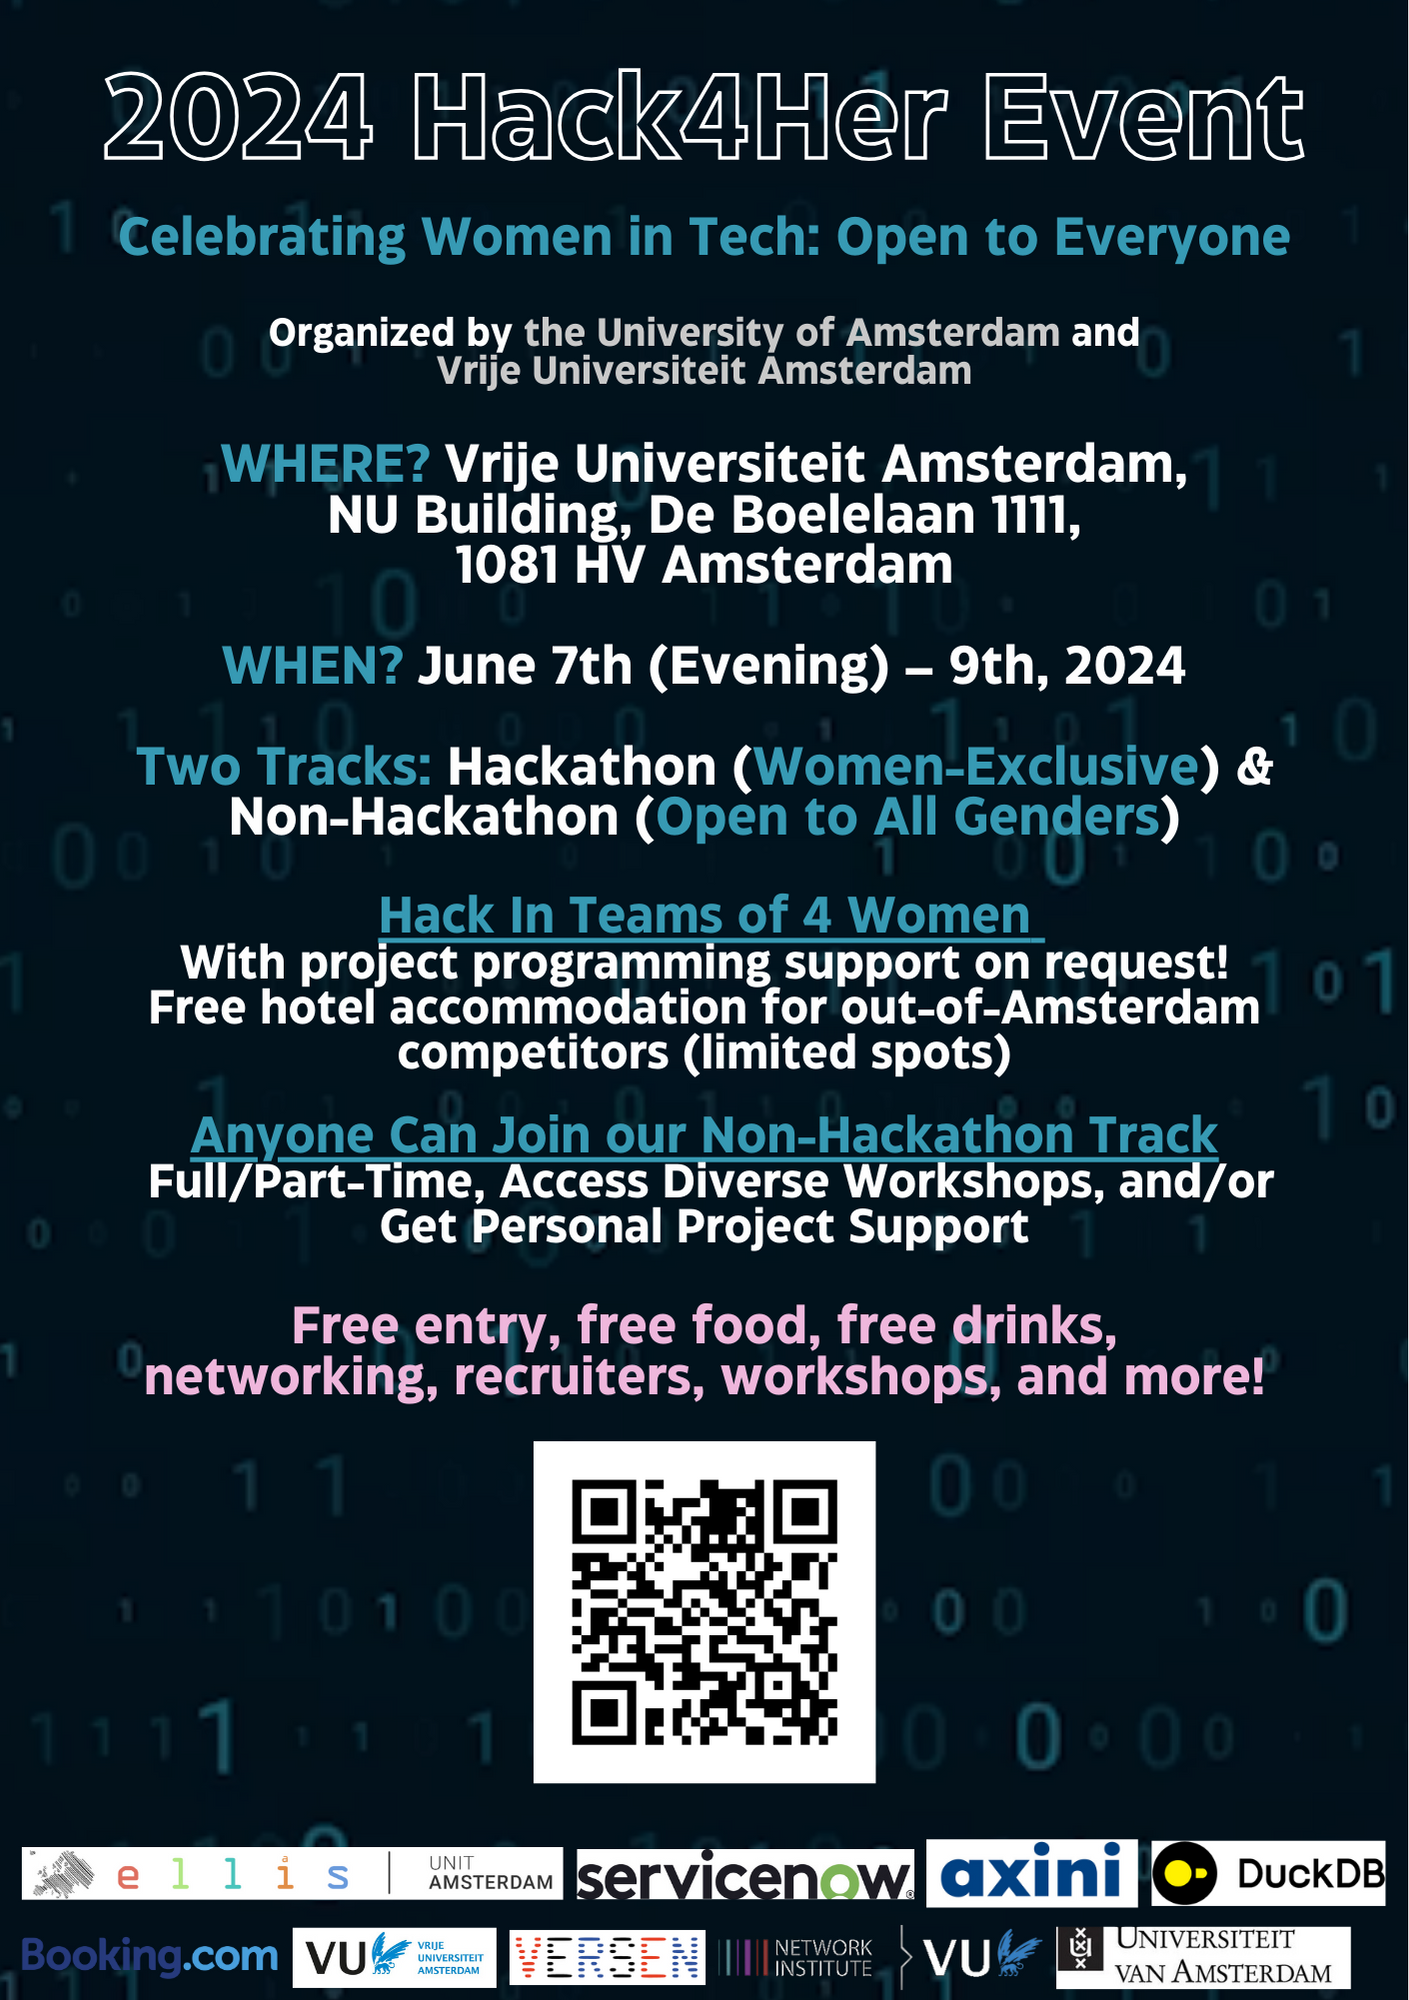 2024 Hack4Her Event
Celebrating Women in Tech: Open to Everyone
Organized by the University of Amsterdam and
Vrije Universiteit Amsterdam
WHERE? Vrije Universiteit Amsterdam,
NU Building, De Boelelaan 1111,
1081 HV Amsterdam
WHEN? June 7th (Evening) – 9th, 2024
Two Tracks: Hackathon (Women-Exclusive) &
Non-Hackathon (Open to All Genders)
Hack In Teams of 4 Women
With project programming support on request!
Free hotel accommodation for out-of-Amsterdam
competitors (limited spots)
Anyone Can Join our Non-Hackathon Track
Full/Part-Time, Access Diverse Workshops, and/or
Get Personal Project Support
Free entry, free food, free drinks,
networking, recruiters, workshops, and more!
ellis | UNIT
AMSTERDAM
servicenow®
axini
DuckDB
Booking.com
VU
VRIJE
UNIVERSITEIT
AMSTERDAM
VERSEN
NETWORK
INSTITUTE
VU
UNIVERSITEIT
VAN AMSTERDAM